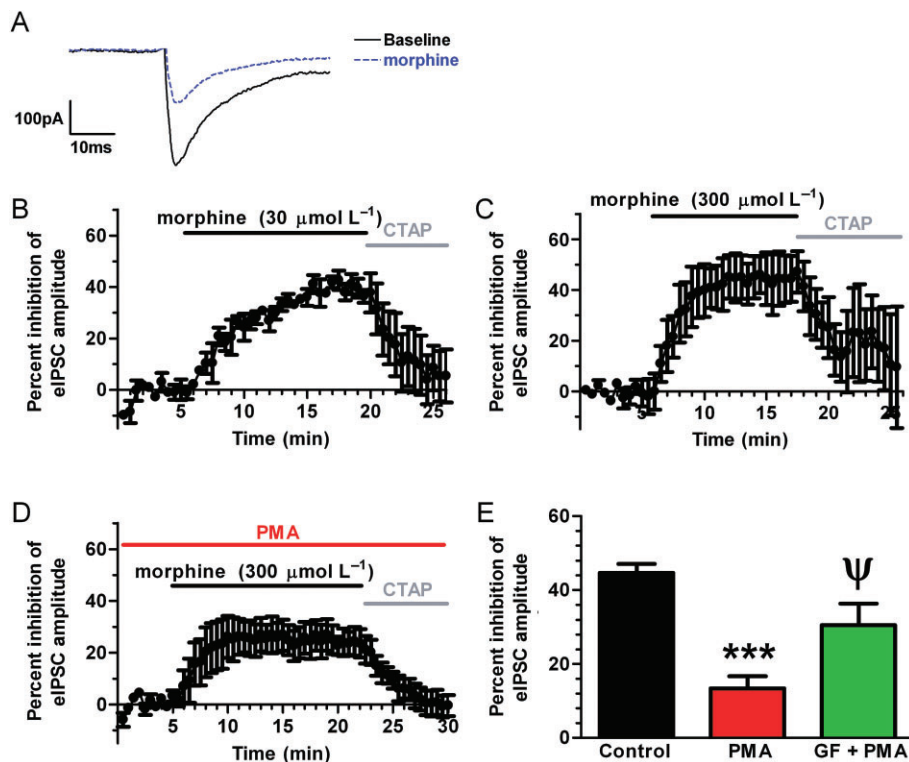 A
Baseline
morphine
100pA
10ms
B
morphine (30 μmol L⁻¹)
CTAP
Percent inhibition of
eIPSC amplitude
60
40
20
0
5
10
15
20
25
Time (min)
C
morphine (300 μmol L⁻¹)
CTAP
Percent inhibition of
eIPSC amplitude
60
40
20
0
5
10
15
20
25
Time (min)
D
PMA
morphine (300 μmol L⁻¹)
CTAP
Percent inhibition of
eIPSC amplitude
60
40
20
0
5
10
15
20
25
30
Time (min)
E
Percent inhibition of
eIPSC amplitude
60
40
20
0
***
Ψ
Control PMA GF + PMA